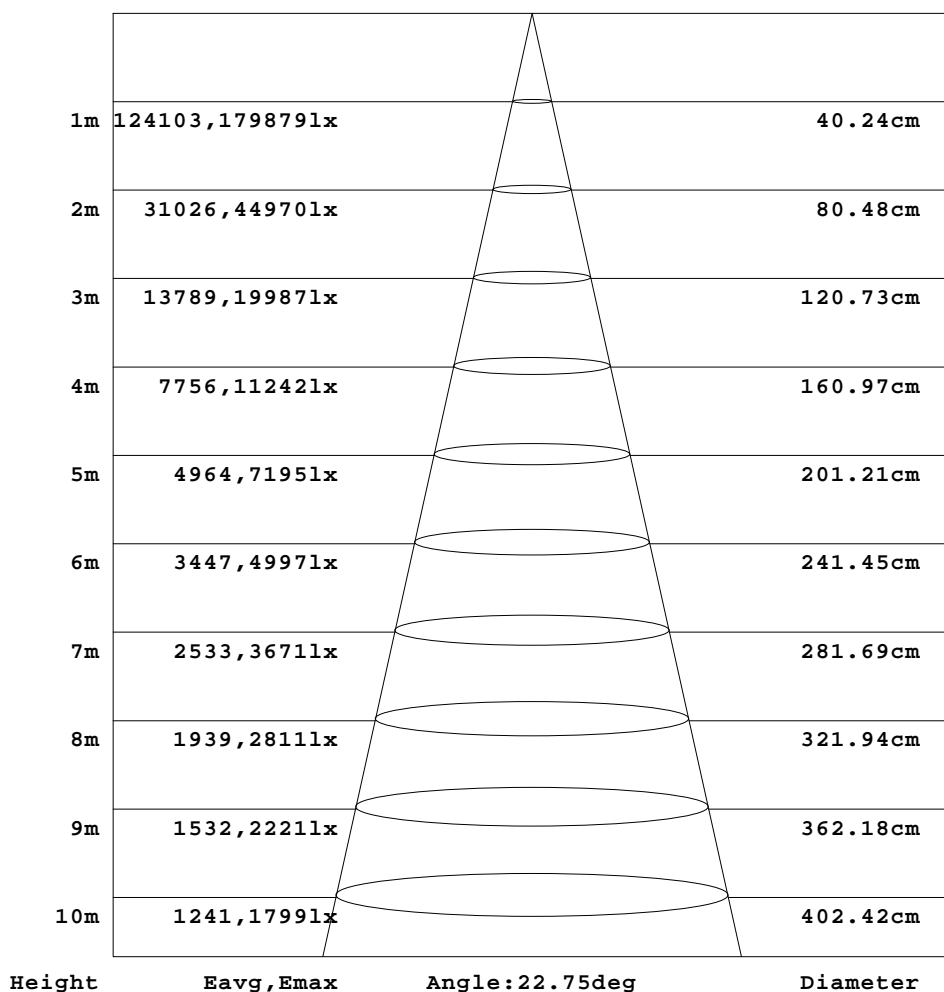 1m 124103,179879lx 40.24cm
2m 31026,44970lx 80.48cm
3m 13789,19987lx 120.73cm
4m 7756,11242lx 160.97cm
5m 4964,7195lx 201.21cm
6m 3447,4997lx 241.45cm
7m 2533,3671lx 281.69cm
8m 1939,2811lx 321.94cm
9m 1532,2221lx 362.18cm
10m 1241,1799lx 402.42cm
Height Eavg,Emax Angle:22.75deg Diameter